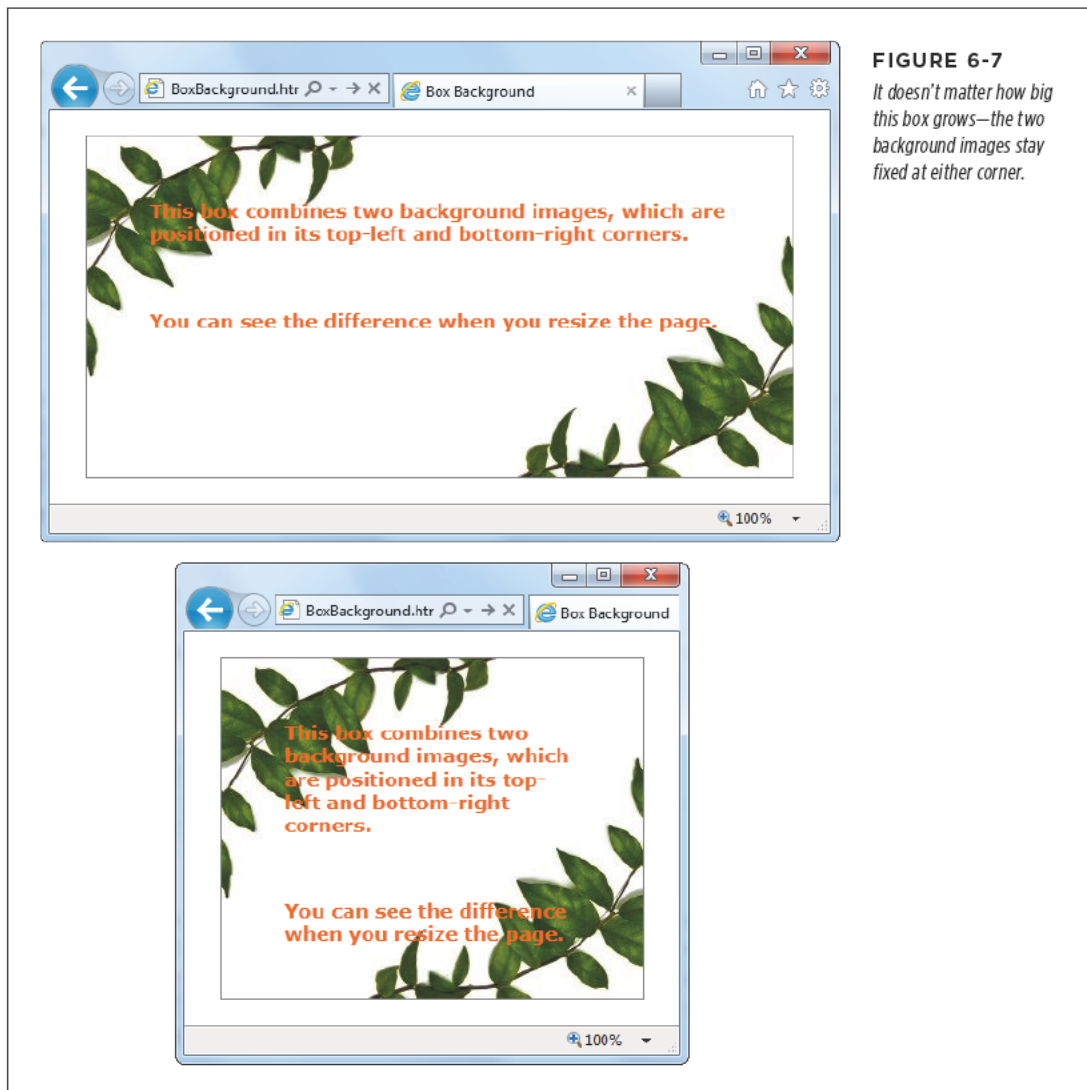 BoxBackground.htr
Box Background
This box combines two background images, which are
positioned in its top-left and bottom-right corners.
You can see the difference when you resize the page.
100%
FIGURE 6-7
It doesn't matter how big
this box grows—the two
background images stay
fixed at either corner.
BoxBackground.htr
Box Background
This box combines two
background images, which
are positioned in its top-
left and bottom-right
corners.
You can see the difference
when you resize the page.
100%